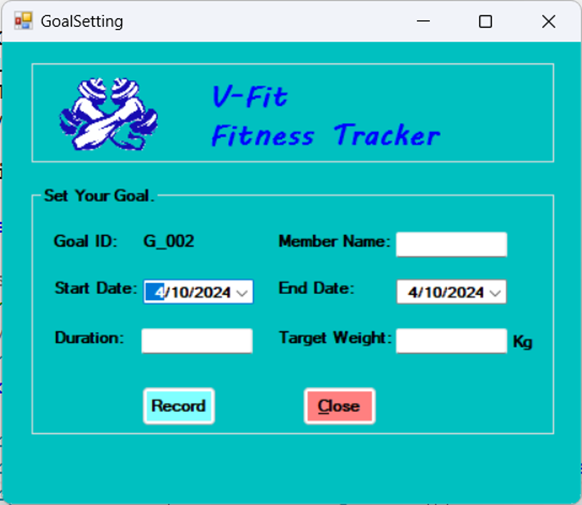 GoalSetting
V-Fit
Fitness Tracker
Set Your Goal.
Goal ID: G_002 Member Name:
Start Date: 4/10/2024 End Date: 4/10/2024
Duration: Target Weight: Kg
Record Close